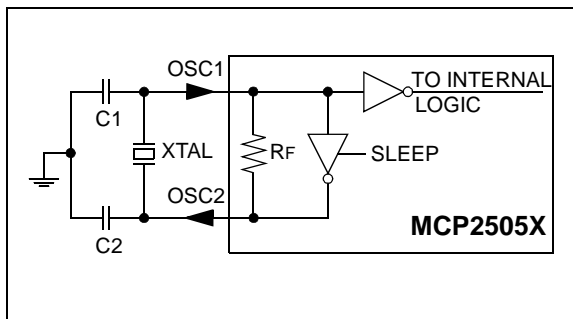 OSC1
TO INTERNAL
LOGIC
C1
XTAL
RF
SLEEP
OSC2
C2
MCP2505X